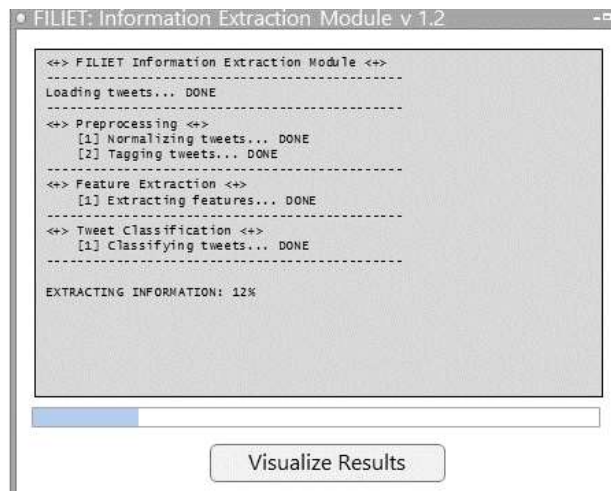 FILIET: Information Extraction Module v 1.2
<+> FILIET Information Extraction Module <+>
----------------------------------------------
Loading tweets... DONE
----------------------------------------------
<+> Preprocessing <+>
[1] Normalizing tweets... DONE
[2] Tagging tweets... DONE
----------------------------------------------
<+> Feature Extraction <+>
[1] Extracting features... DONE
----------------------------------------------
<+> Tweet Classification <+>
[1] Classifying tweets... DONE
----------------------------------------------
EXTRACTING INFORMATION: 12%
Visualize Results